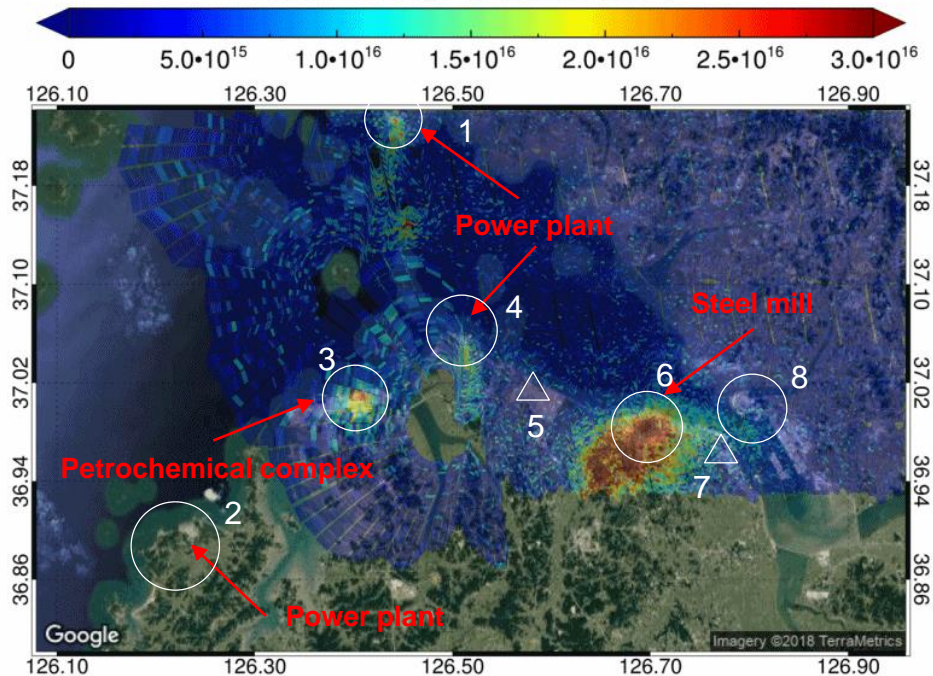 0 5.0•10¹⁵ 1.0•10¹⁶ 1.5•10¹⁶ 2.0•10¹⁶ 2.5•10¹⁶ 3.0•10¹⁶
126.10 126.30 126.50 126.70 126.90
1
37.18 37.18
Power plant
37.10 37.10
4
Steel mill
3
6 8
37.02 37.02
5
Petrochemical complex
7
36.94 36.94
2
36.86 36.86
Power plant
Google
Imagery ©2018 TerraMetrics
126.10 126.30 126.50 126.70 126.90